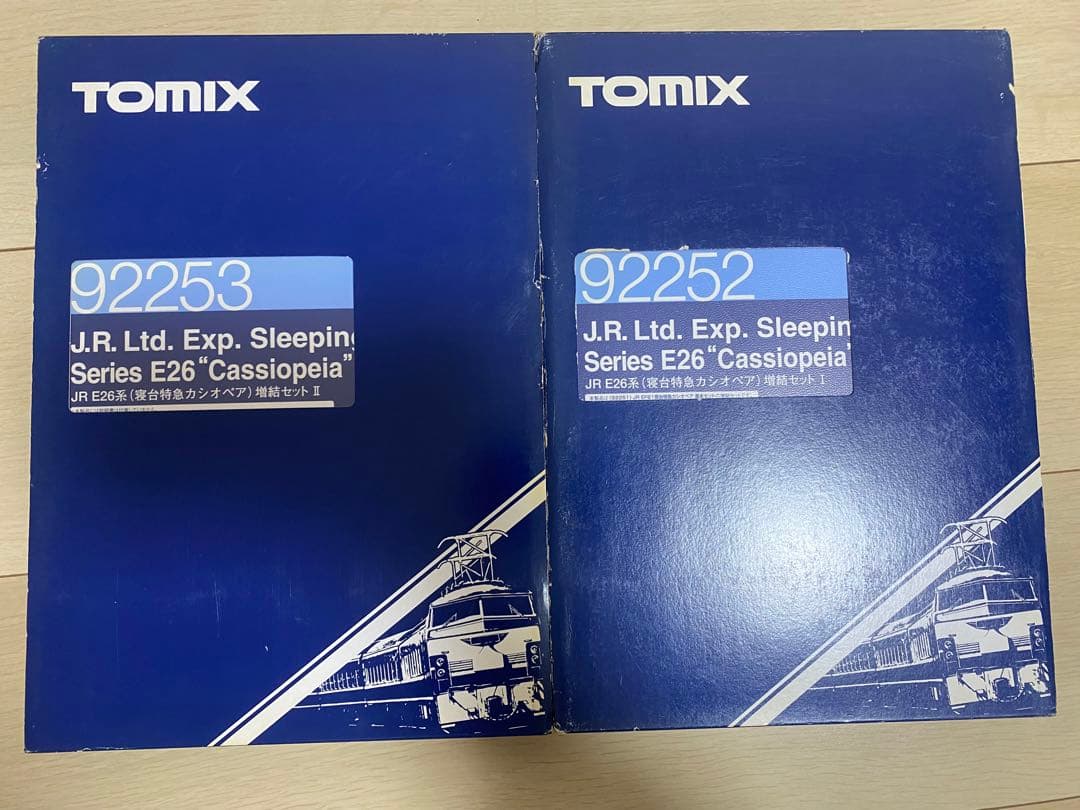 TOMIX
92253
J.R. Ltd. Exp. Sleeping
Series E26 “Cassiopeia”
JR E26系(寝台特急カシオペア)増結セットⅡ
TOMIX
92252
J.R. Ltd. Exp. Sleepin
Series E26 “Cassiopeia
JR E26系(寝台特急カシオペア)増結セットⅠ